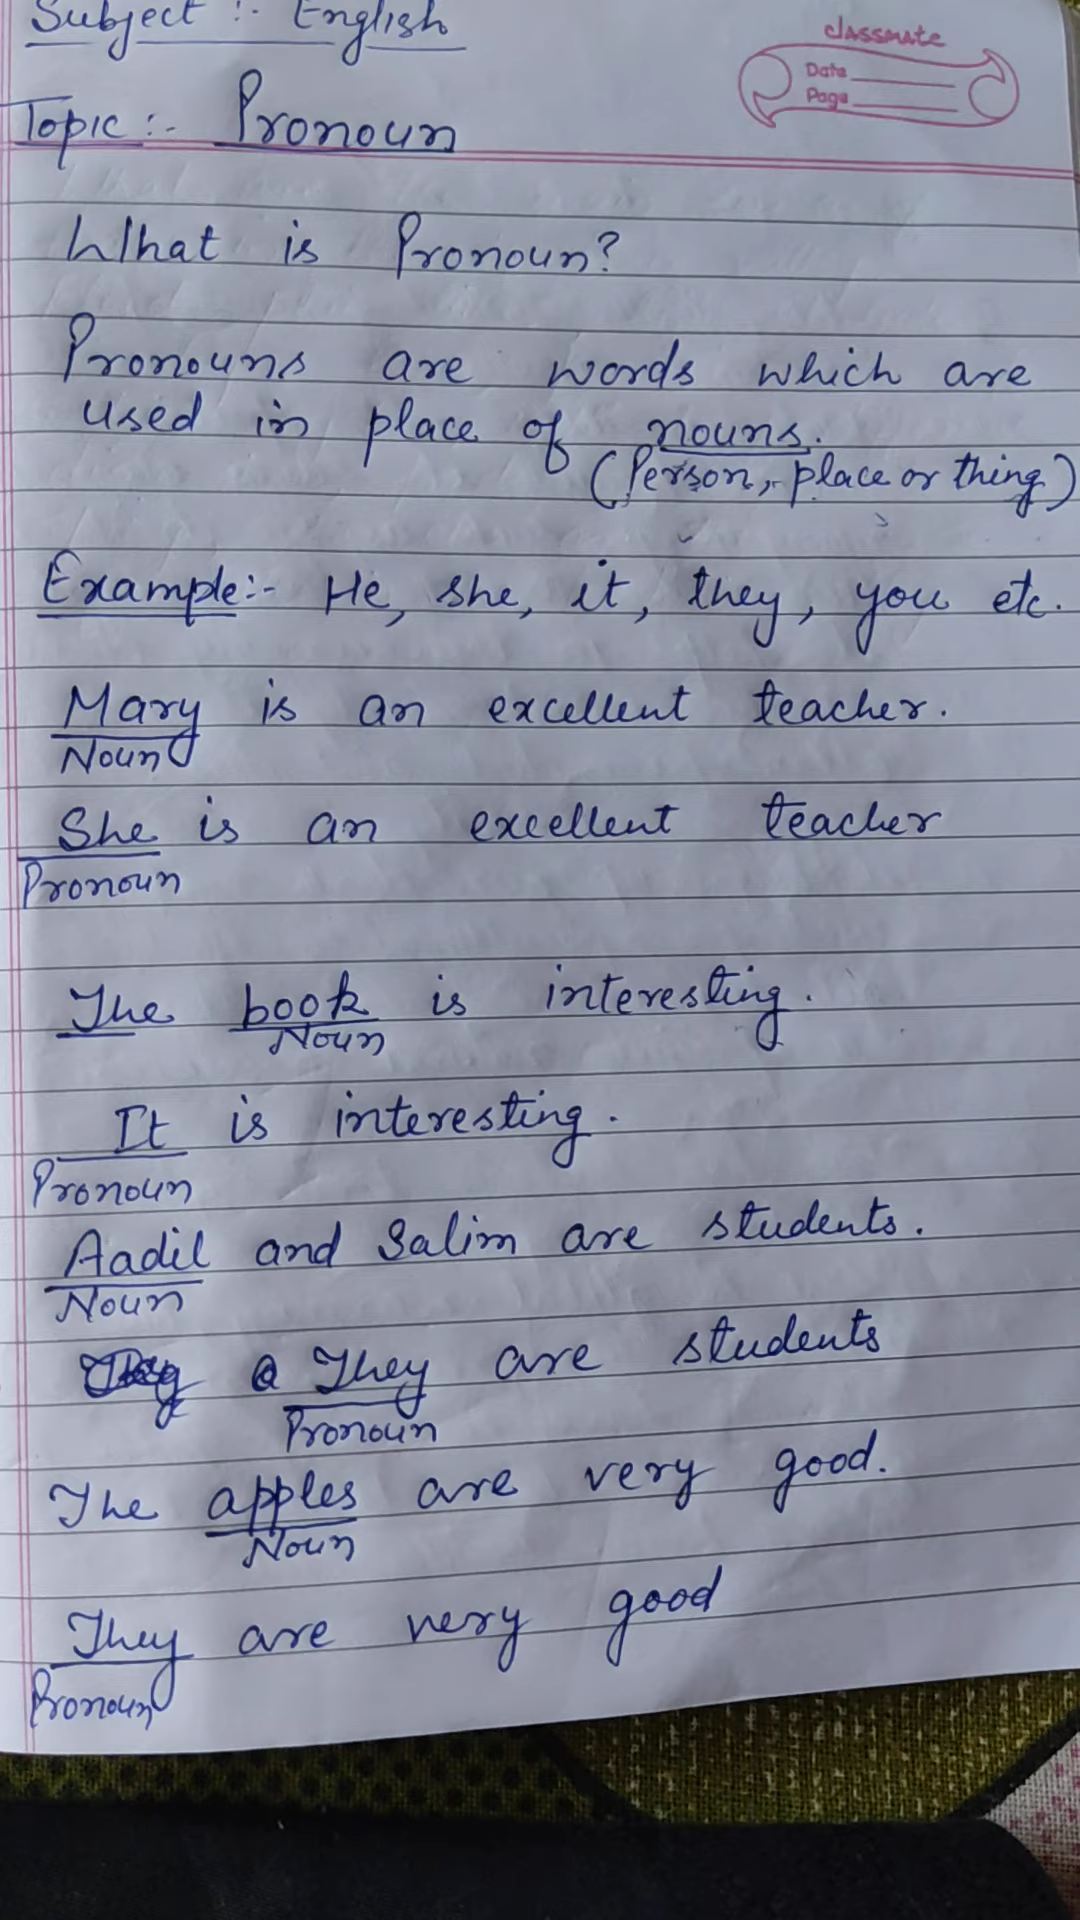 Subject :- English
classmate
Date
Page
Topic :- Pronoun
What is Pronoun?
Pronouns are words which are
used in place of nouns.
(Person, place or thing)
Example:- He, she, it, they, you etc.
Mary is an excellent teacher.
Noun
She is an excellent teacher
Pronoun
The book is interesting.
Noun
It is interesting.
Pronoun
Aadil and Salim are students.
Noun
They are students
Pronoun
The apples are very good.
Noun
They are very good
Pronoun